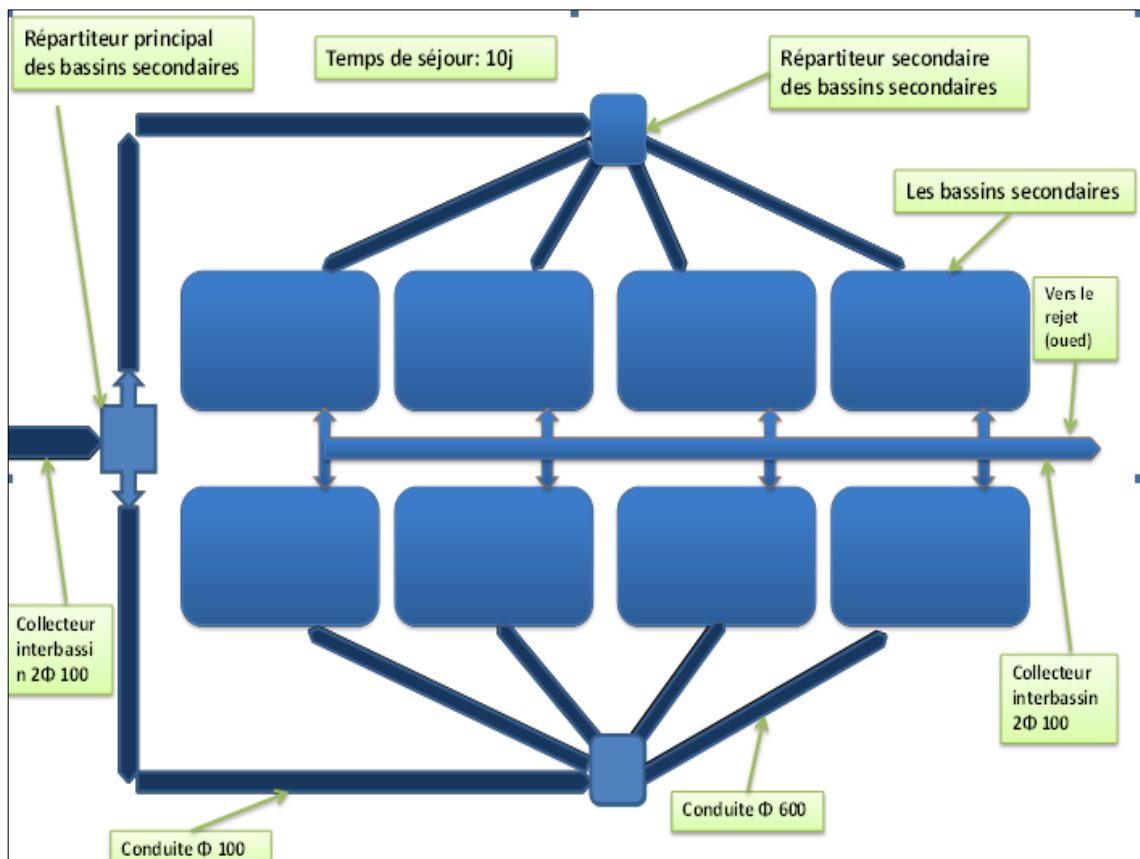 Répartiteur principal
des bassins secondaires
Temps de séjour: 10j
Répartiteur secondaire
des bassins secondaires
Les bassins secondaires
Vers le
rejet
(oued)
Collecteur
interbassi
n 2Φ 100
Collecteur
interbassin
2Φ 100
Conduite Φ 600
Conduite Φ 100